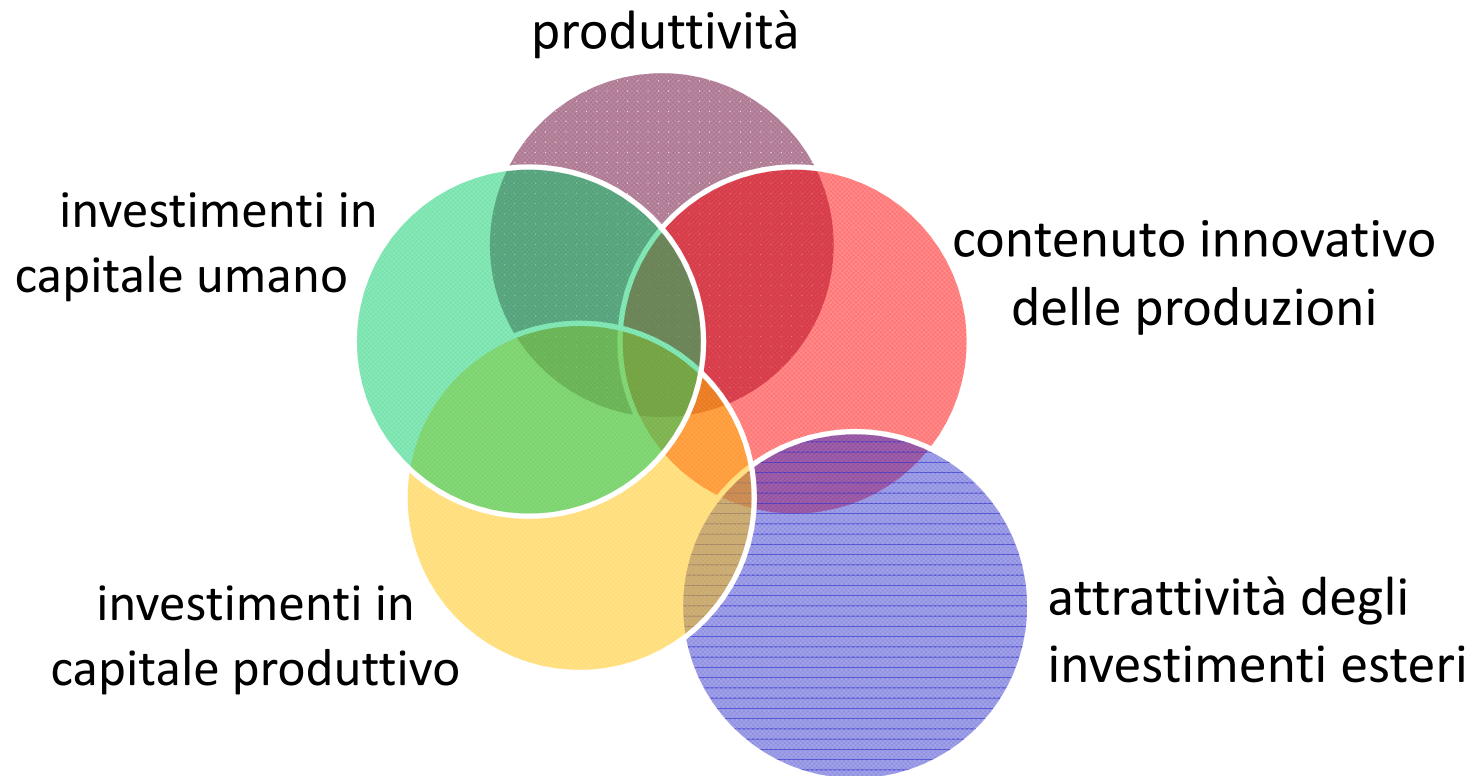 produttività
investimenti in
capitale umano
contenuto innovativo
delle produzioni
investimenti in
capitale produttivo
attrattività degli
investimenti esteri